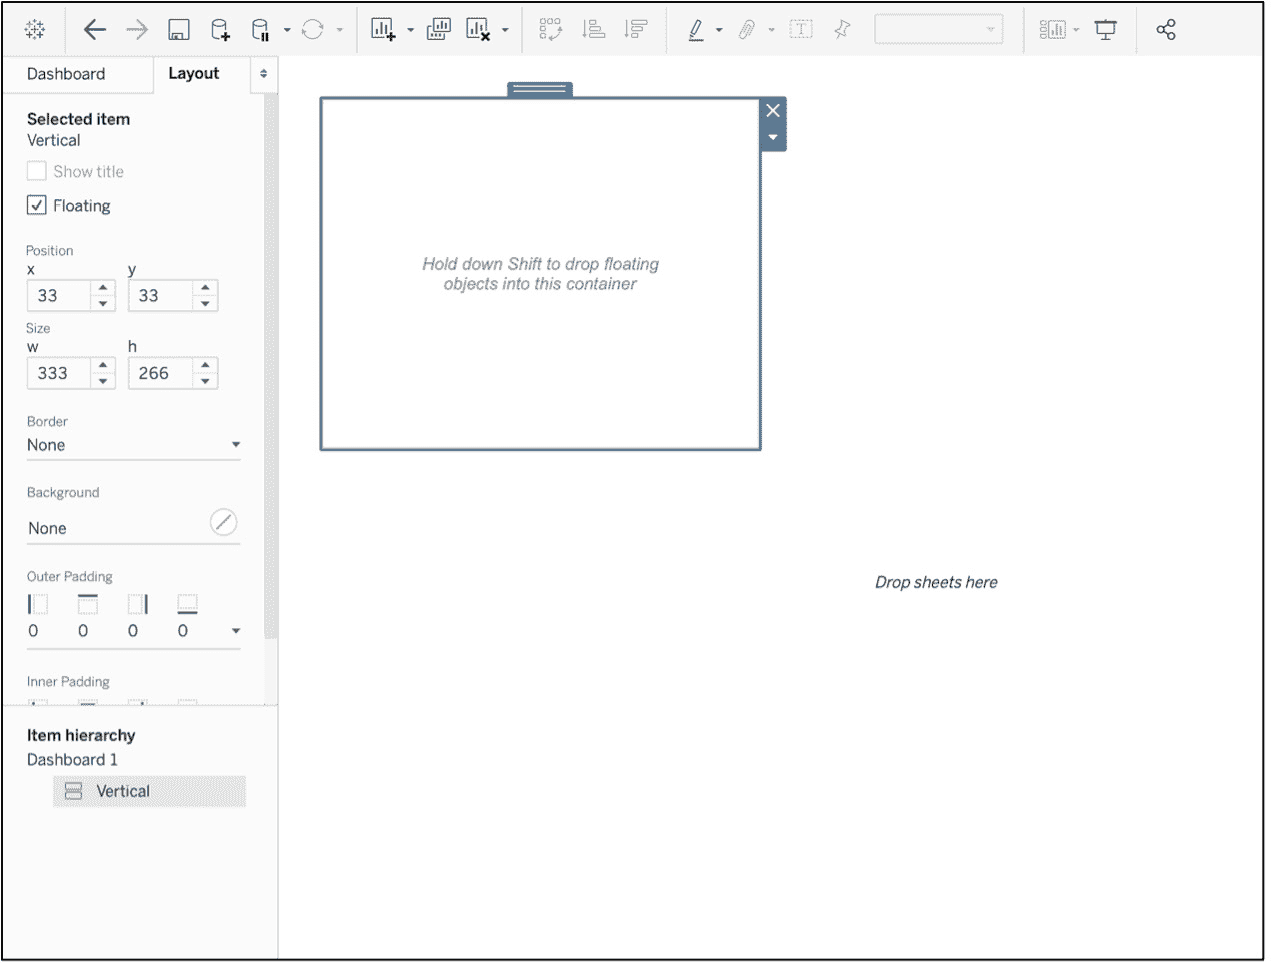 Dashboard
Layout
Selected item
Vertical
Show title
Floating
Position
x y
33 33
Size
w h
333 266
Border
None
Background
None
Outer Padding
0 0 0 0
Inner Padding
Item hierarchy
Dashboard 1
Vertical
Hold down Shift to drop floating
objects into this container
Drop sheets here